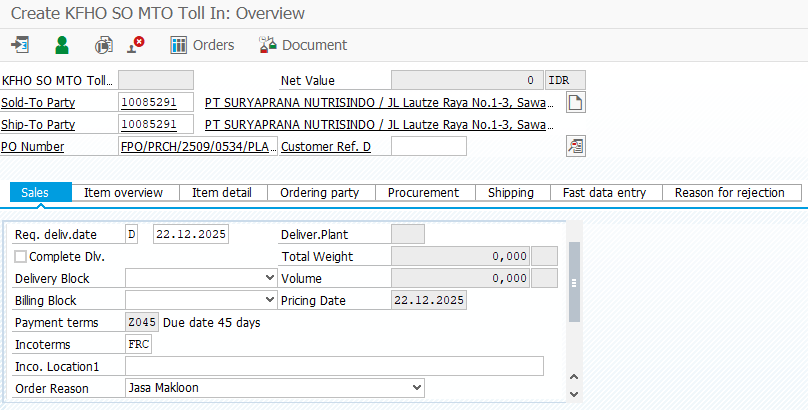 Create KFHO SO MTO Toll In: Overview
Orders Document
KFHO SO MTO Toll... Net Value 0 IDR
Sold-To Party 10085291 PT SURYAPRANA NUTRISINDO / JL Lautze Raya No.1-3, Sawa...
Ship-To Party 10085291 PT SURYAPRANA NUTRISINDO / JL Lautze Raya No.1-3, Sawa...
PO Number FPO/PRCH/2509/0534/PLA... Customer Ref. D
Sales Item overview Item detail Ordering party Procurement Shipping Fast data entry Reason for rejection
Req. deliv.date D 22.12.2025 Deliver.Plant
Complete Dlv. Total Weight 0,000
Delivery Block Volume 0,000
Billing Block Pricing Date 22.12.2025
Payment terms Z045 Due date 45 days
Incoterms FRC
Inco. Location1
Order Reason Jasa Makloon